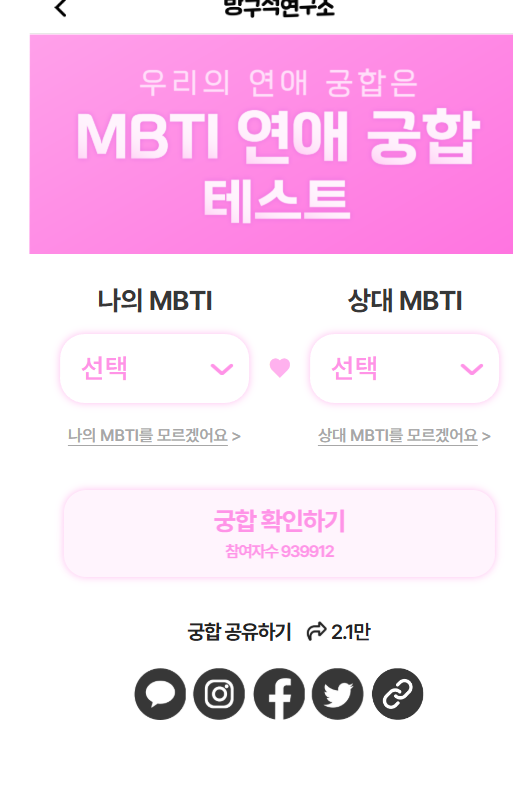 방구석연구소
우리의 연애 궁합은
MBTI 연애 궁합
테스트
나의 MBTI 상대 MBTI
선택 선택
나의 MBTI를 모르겠어요 > 상대 MBTI를 모르겠어요 >
궁합 확인하기
참여자수 939912
궁합 공유하기 2.1만